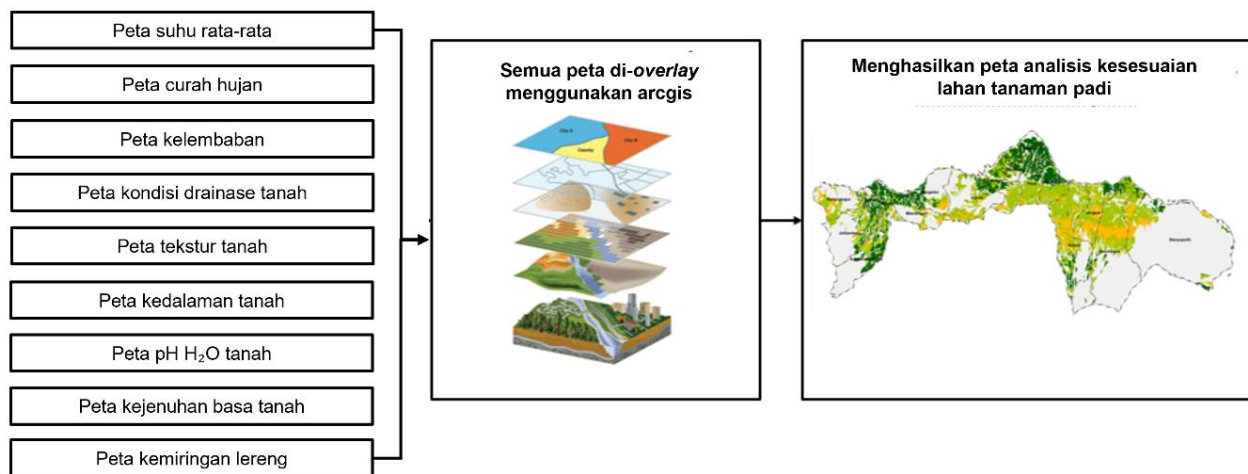 Peta suhu rata-rata
Peta curah hujan
Peta kelembaban
Peta kondisi drainase tanah
Peta tekstur tanah
Peta kedalaman tanah
Peta pH H₂O tanah
Peta kejenuhan basa tanah
Peta kemiringan lereng
Semua peta di-overlay
menggunakan arcgis
City X
County
Menghasilkan peta analisis kesesuaian
lahan tanaman padi